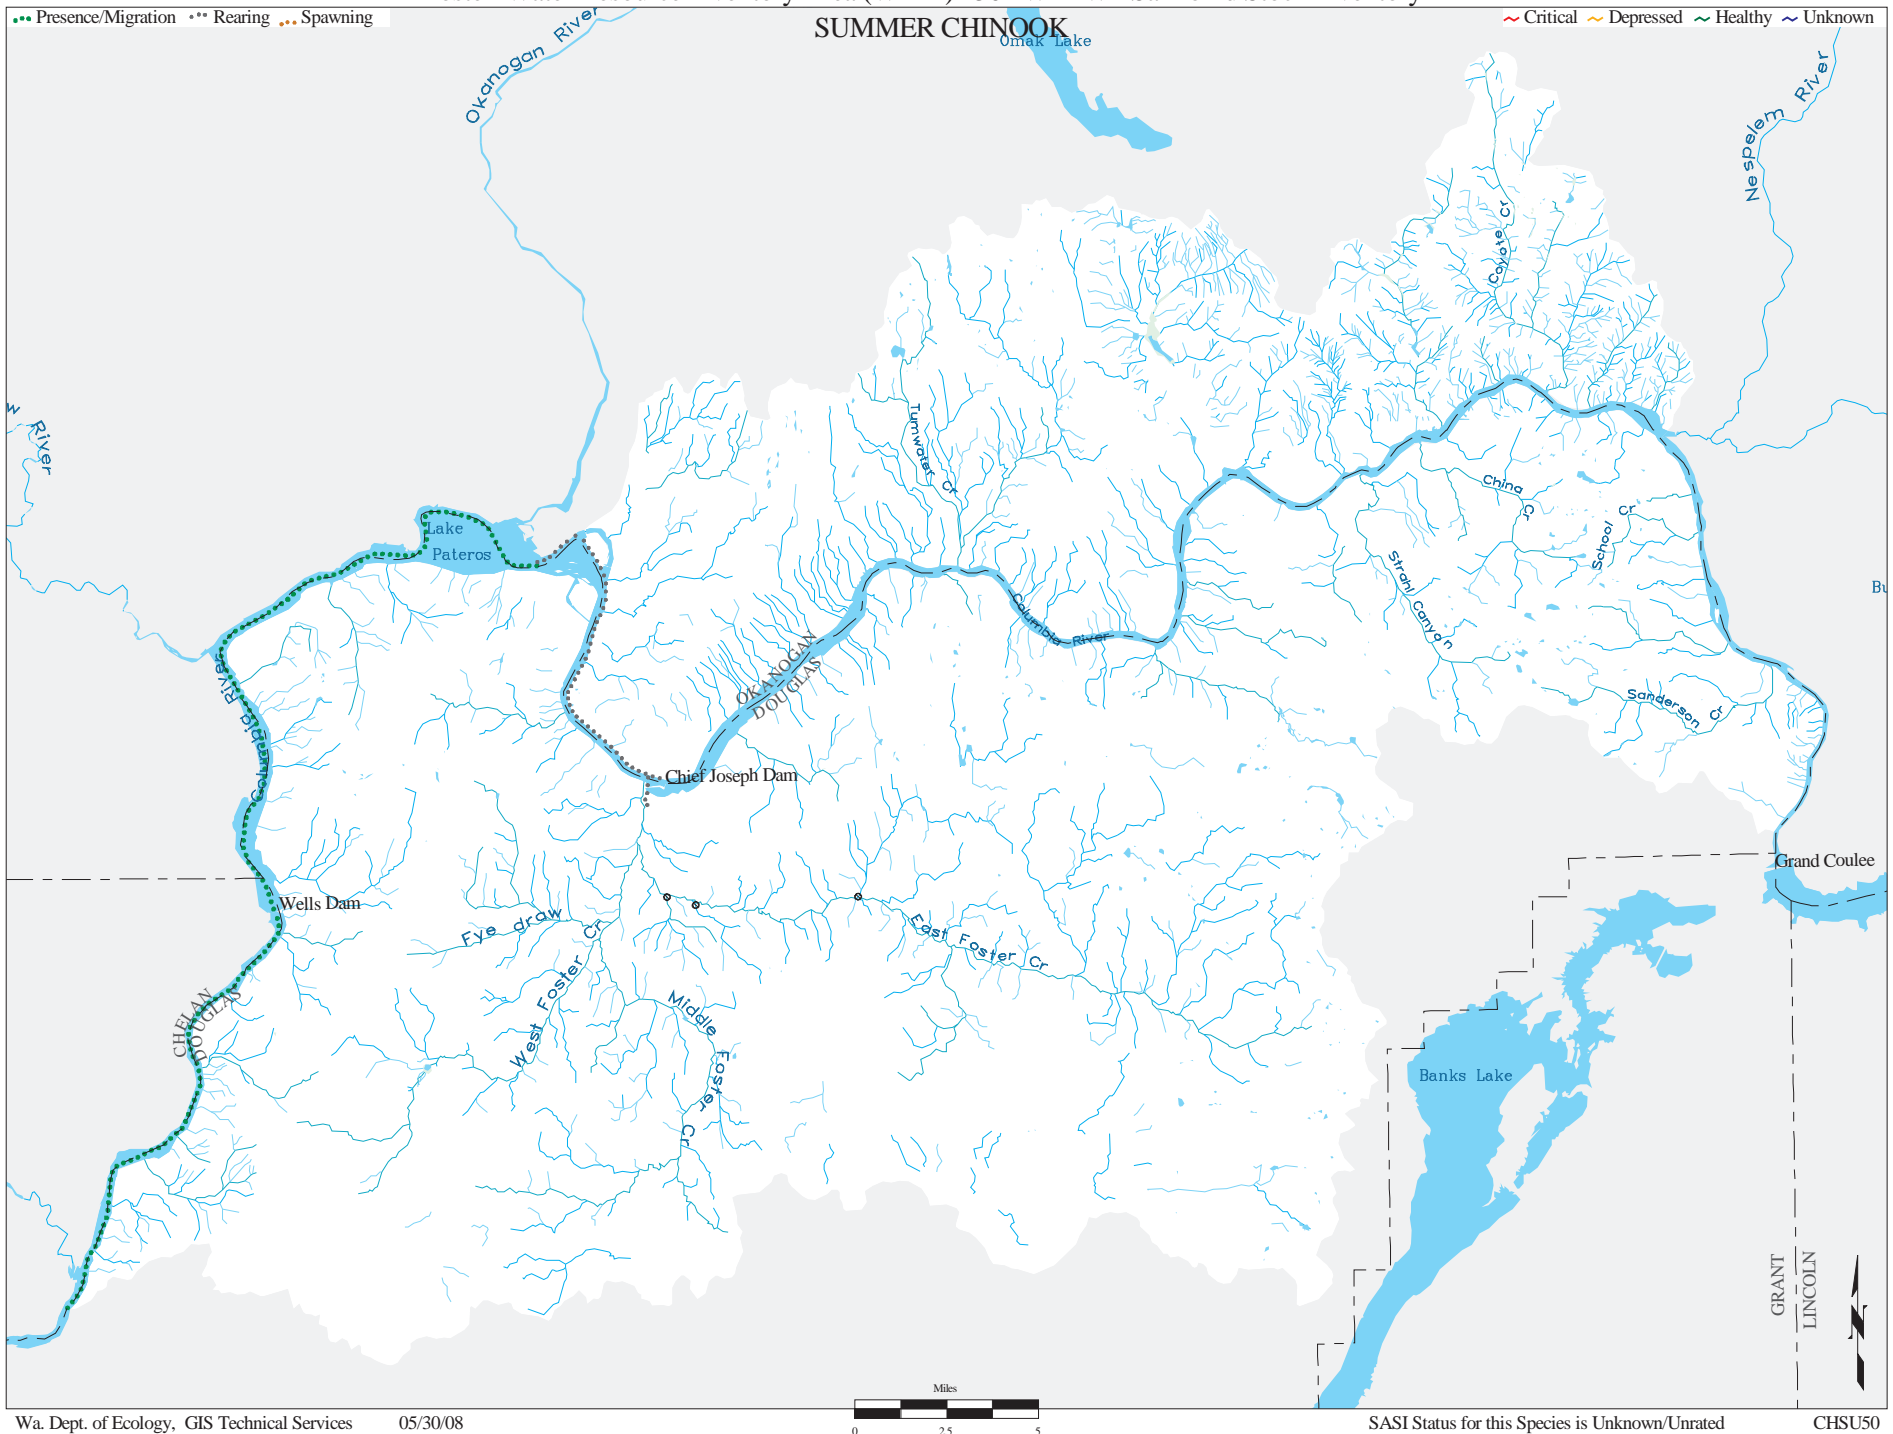 Presence/Migration Rearing Spawning
SUMMER CHINOOK
Critical Depressed Healthy Unknown
Okanogan River
Omak Lake
Nespelem River
Coyote Cr
w River
Tumwater Cr
China Cr
School Cr
Lake
Pateros
Strahl Canyon
Columbia River
Bu
OKANOGAN
DOUGLAS
Columbia River
Sanderson Cr
Chief Joseph Dam
Grand Coulee
Wells Dam
Fye draw
West Foster Cr
East Foster Cr
CHELAN
DOUGLAS
Middle Foster Cr
Banks Lake
GRANT
LINCOLN
N
Miles
0 2.5 5
Wa. Dept. of Ecology, GIS Technical Services 05/30/08
SASI Status for this Species is Unknown/Unrated CHSU50